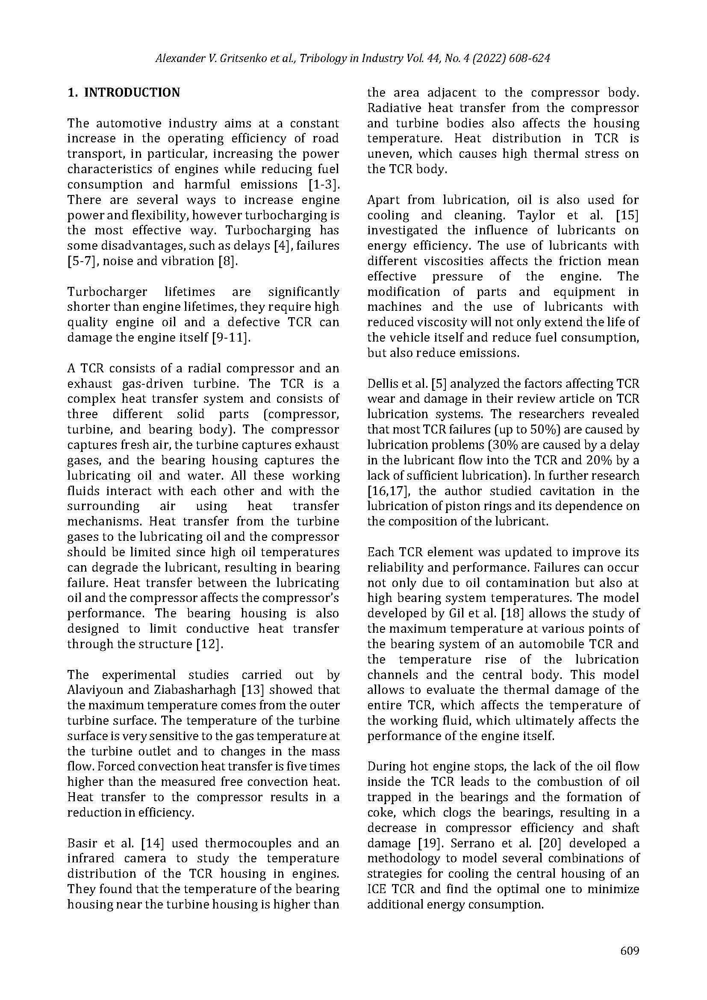 Alexander V. Gritsenko et al., Tribology in Industry Vol. 44, No. 4 (2022) 608-624
1. INTRODUCTION
The automotive industry aims at a constant
increase in the operating efficiency of road
transport, in particular, increasing the power
characteristics of engines while reducing fuel
consumption and harmful emissions [1-3].
There are several ways to increase engine
power and flexibility, however turbocharging is
the most effective way. Turbocharging has
some disadvantages, such as delays [4], failures
[5-7], noise and vibration [8].
Turbocharger lifetimes are significantly
shorter than engine lifetimes, they require high
quality engine oil and a defective TCR can
damage the engine itself [9-11].
A TCR consists of a radial compressor and an
exhaust gas-driven turbine. The TCR is a
complex heat transfer system and consists of
three different solid parts (compressor,
turbine, and bearing body). The compressor
captures fresh air, the turbine captures exhaust
gases, and the bearing housing captures the
lubricating oil and water. All these working
fluids interact with each other and with the
surrounding air using heat transfer
mechanisms. Heat transfer from the turbine
gases to the lubricating oil and the compressor
should be limited since high oil temperatures
can degrade the lubricant, resulting in bearing
failure. Heat transfer between the lubricating
oil and the compressor affects the compressor’s
performance. The bearing housing is also
designed to limit conductive heat transfer
through the structure [12].
The experimental studies carried out by
Alaviyoun and Ziabasharhagh [13] showed that
the maximum temperature comes from the outer
turbine surface. The temperature of the turbine
surface is very sensitive to the gas temperature at
the turbine outlet and to changes in the mass
flow. Forced convection heat transfer is five times
higher than the measured free convection heat.
Heat transfer to the compressor results in a
reduction in efficiency.
Basir et al. [14] used thermocouples and an
infrared camera to study the temperature
distribution of the TCR housing in engines.
They found that the temperature of the bearing
housing near the turbine housing is higher than
the area adjacent to the compressor body.
Radiative heat transfer from the compressor
and turbine bodies also affects the housing
temperature. Heat distribution in TCR is
uneven, which causes high thermal stress on
the TCR body.
Apart from lubrication, oil is also used for
cooling and cleaning. Taylor et al. [15]
investigated the influence of lubricants on
energy efficiency. The use of lubricants with
different viscosities affects the friction mean
effective pressure of the engine. The
modification of parts and equipment in
machines and the use of lubricants with
reduced viscosity will not only extend the life of
the vehicle itself and reduce fuel consumption,
but also reduce emissions.
Dellis et al. [5] analyzed the factors affecting TCR
wear and damage in their review article on TCR
lubrication systems. The researchers revealed
that most TCR failures (up to 50%) are caused by
lubrication problems (30% are caused by a delay
in the lubricant flow into the TCR and 20% by a
lack of sufficient lubrication). In further research
[16,17], the author studied cavitation in the
lubrication of piston rings and its dependence on
the composition of the lubricant.
Each TCR element was updated to improve its
reliability and performance. Failures can occur
not only due to oil contamination but also at
high bearing system temperatures. The model
developed by Gil et al. [18] allows the study of
the maximum temperature at various points of
the bearing system of an automobile TCR and
the temperature rise of the lubrication
channels and the central body. This model
allows to evaluate the thermal damage of the
entire TCR, which affects the temperature of
the working fluid, which ultimately affects the
performance of the engine itself.
During hot engine stops, the lack of the oil flow
inside the TCR leads to the combustion of oil
trapped in the bearings and the formation of
coke, which clogs the bearings, resulting in a
decrease in compressor efficiency and shaft
damage [19]. Serrano et al. [20] developed a
methodology to model several combinations of
strategies for cooling the central housing of an
ICE TCR and find the optimal one to minimize
additional energy consumption.
609